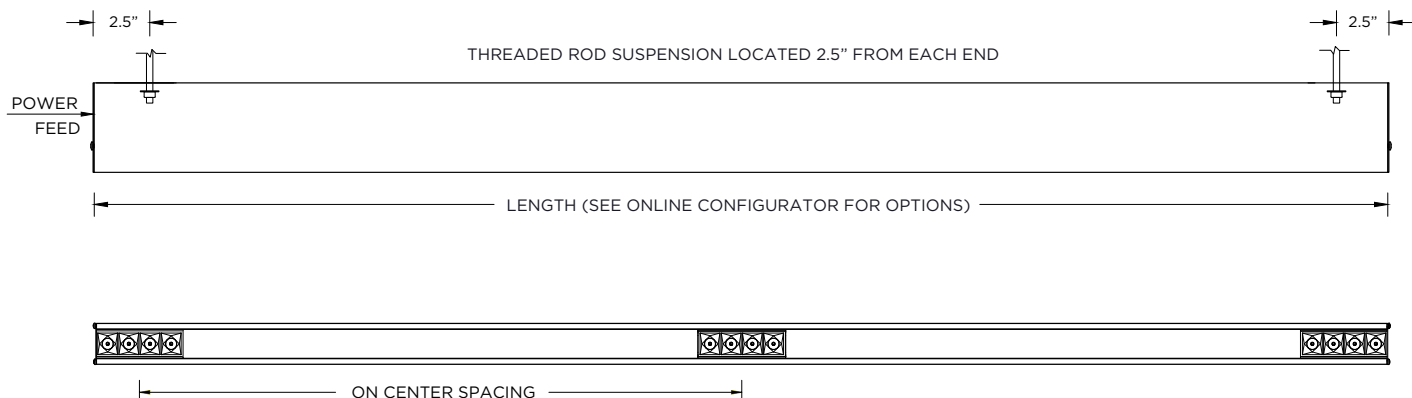 2.5”
2.5”
THREADED ROD SUSPENSION LOCATED 2.5” FROM EACH END
POWER
FEED
LENGTH (SEE ONLINE CONFIGURATOR FOR OPTIONS)
ON CENTER SPACING